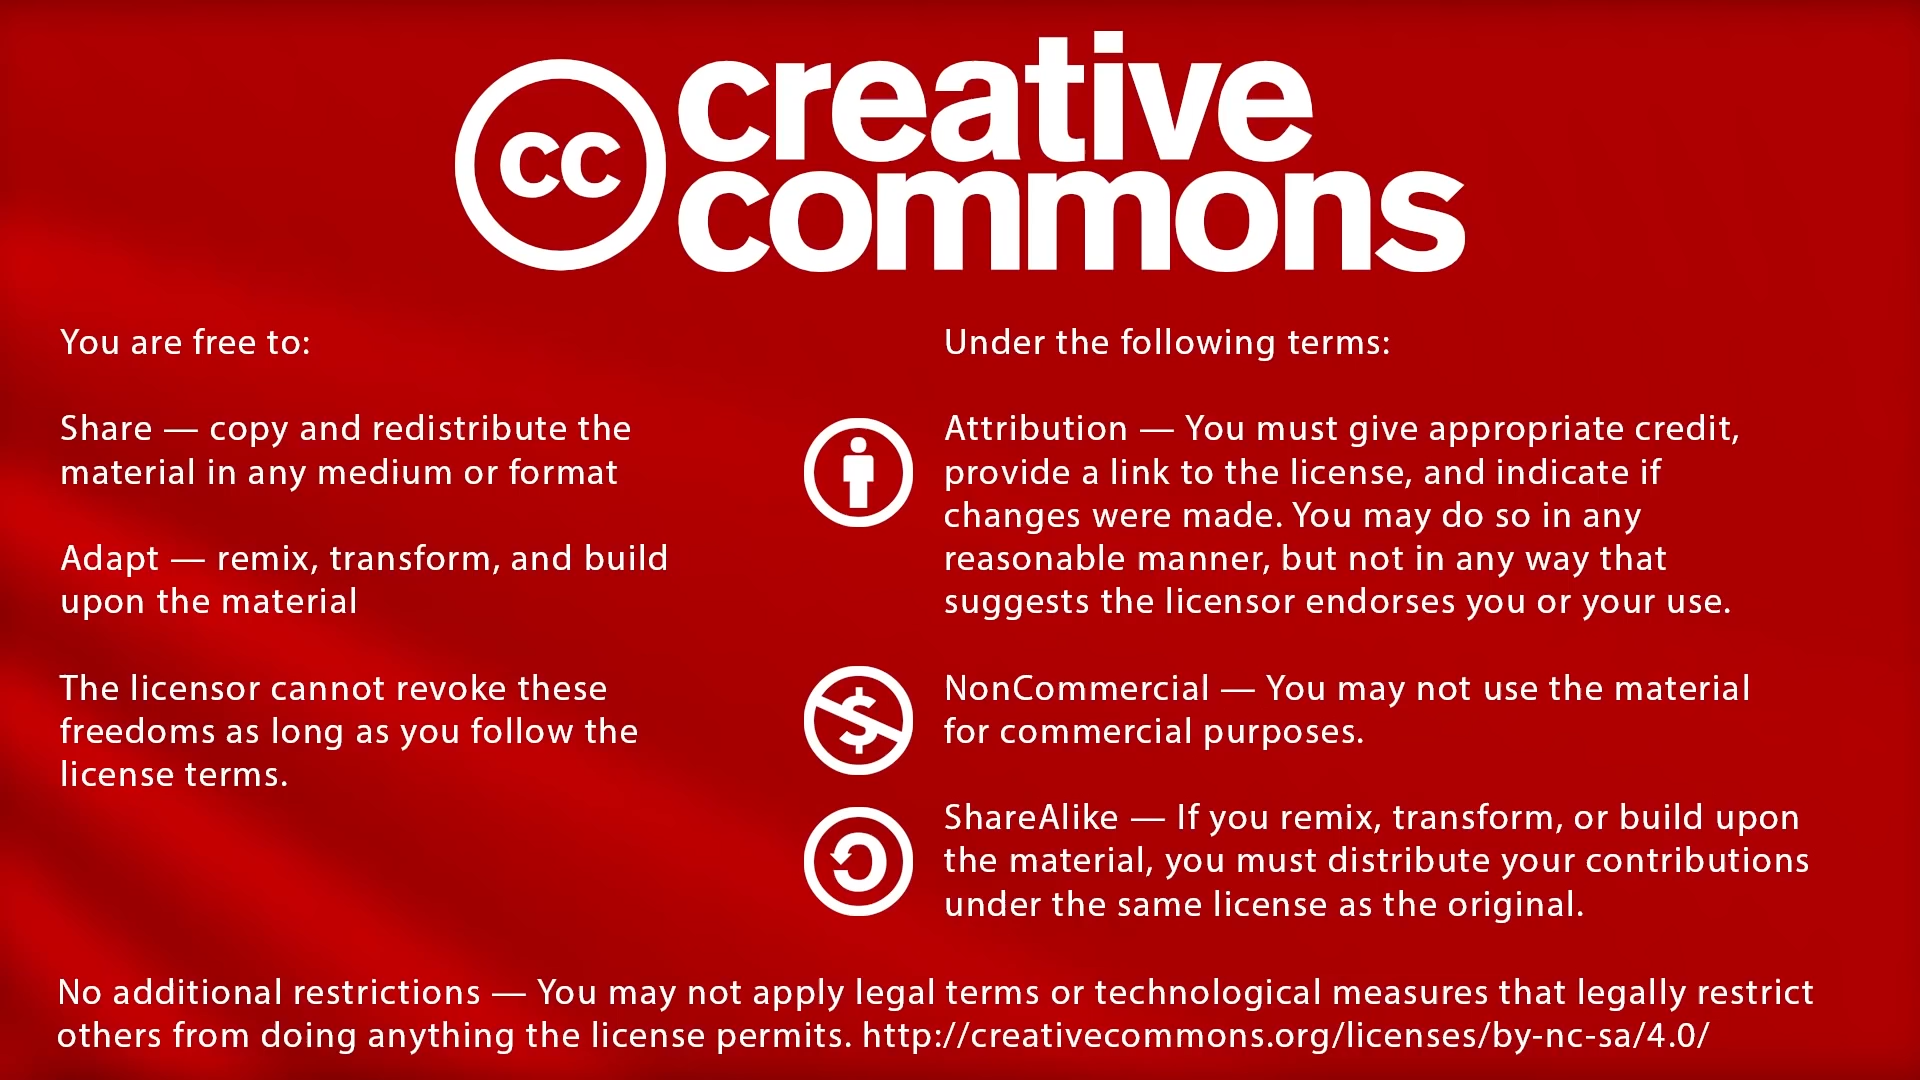 cc creative
commons
You are free to:
Share — copy and redistribute the
material in any medium or format
Adapt — remix, transform, and build
upon the material
The licensor cannot revoke these
freedoms as long as you follow the
license terms.
Under the following terms:
Attribution — You must give appropriate credit,
provide a link to the license, and indicate if
changes were made. You may do so in any
reasonable manner, but not in any way that
suggests the licensor endorses you or your use.
$
NonCommercial — You may not use the material
for commercial purposes.
ShareAlike — If you remix, transform, or build upon
the material, you must distribute your contributions
under the same license as the original.
No additional restrictions — You may not apply legal terms or technological measures that legally restrict
others from doing anything the license permits. http://creativecommons.org/licenses/by-nc-sa/4.0/